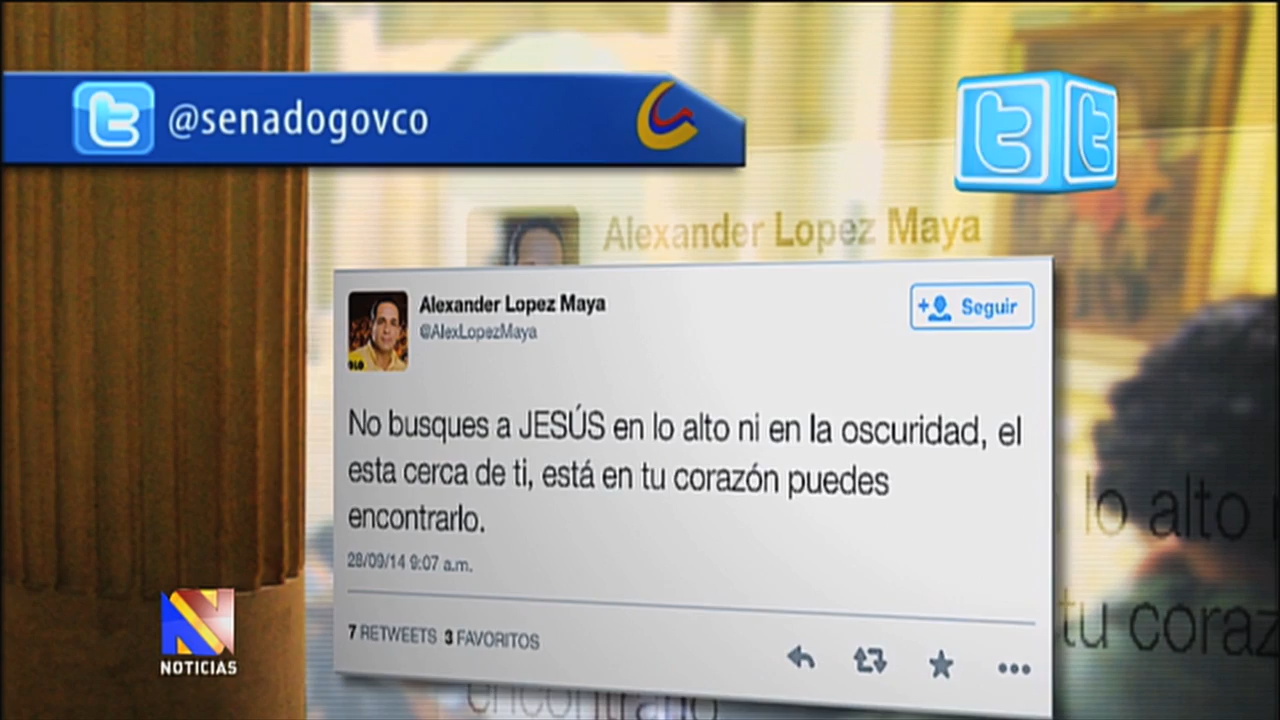 @senadogovco
Alexander Lopez Maya
Alexander Lopez Maya
@AlexLopezMaya
Seguir
No busques a JESÚS en lo alto ni en la oscuridad, el
esta cerca de ti, está en tu corazón puedes
encontrarlo.
28/09/14 9:07 a.m.
7 RETWEETS 3 FAVORITOS
lo alto
tu coraz
encontrarlo
NOTICIAS